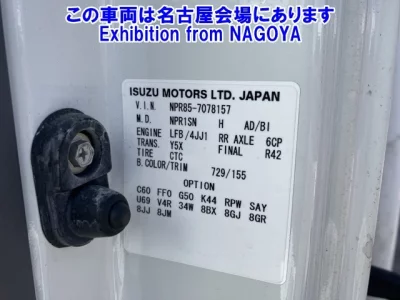 この車両は名古屋会場にあります
Exhibition from NAGOYA
ISUZU MOTORS LTD. JAPAN
V.I.N. NPR85-7078157
M.D. NPR1SN H AD/BI
ENGINE LFB/4JJ1 RR AXLE 6CP
TRANS. Y5X FINAL R42
TIRE CTC
B.COLOR/TRIM 729/155
OPTION
C60 FF0 G50 K44 RPW SAY
U69 V4R 34W 8BX 8GJ 8GR
8JJ 8JM